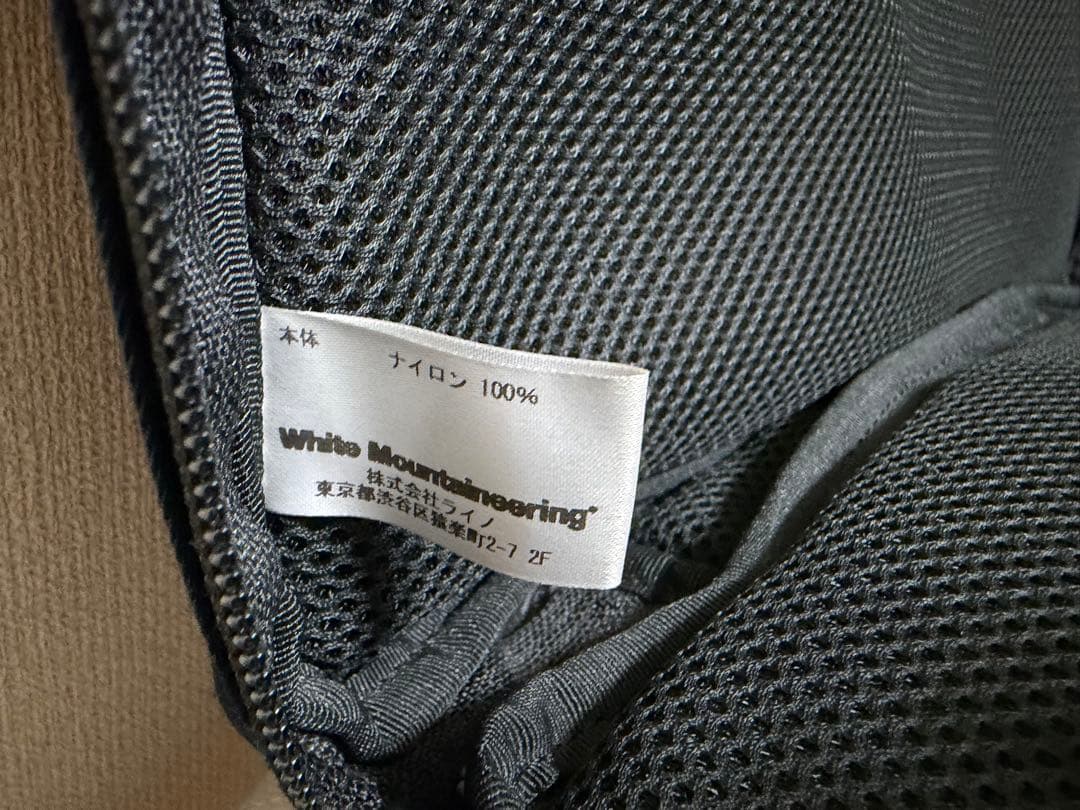 本体
ナイロン 100%
White Mountaineering®
株式会社ライノ
東京都渋谷区猿楽町2-7 2F